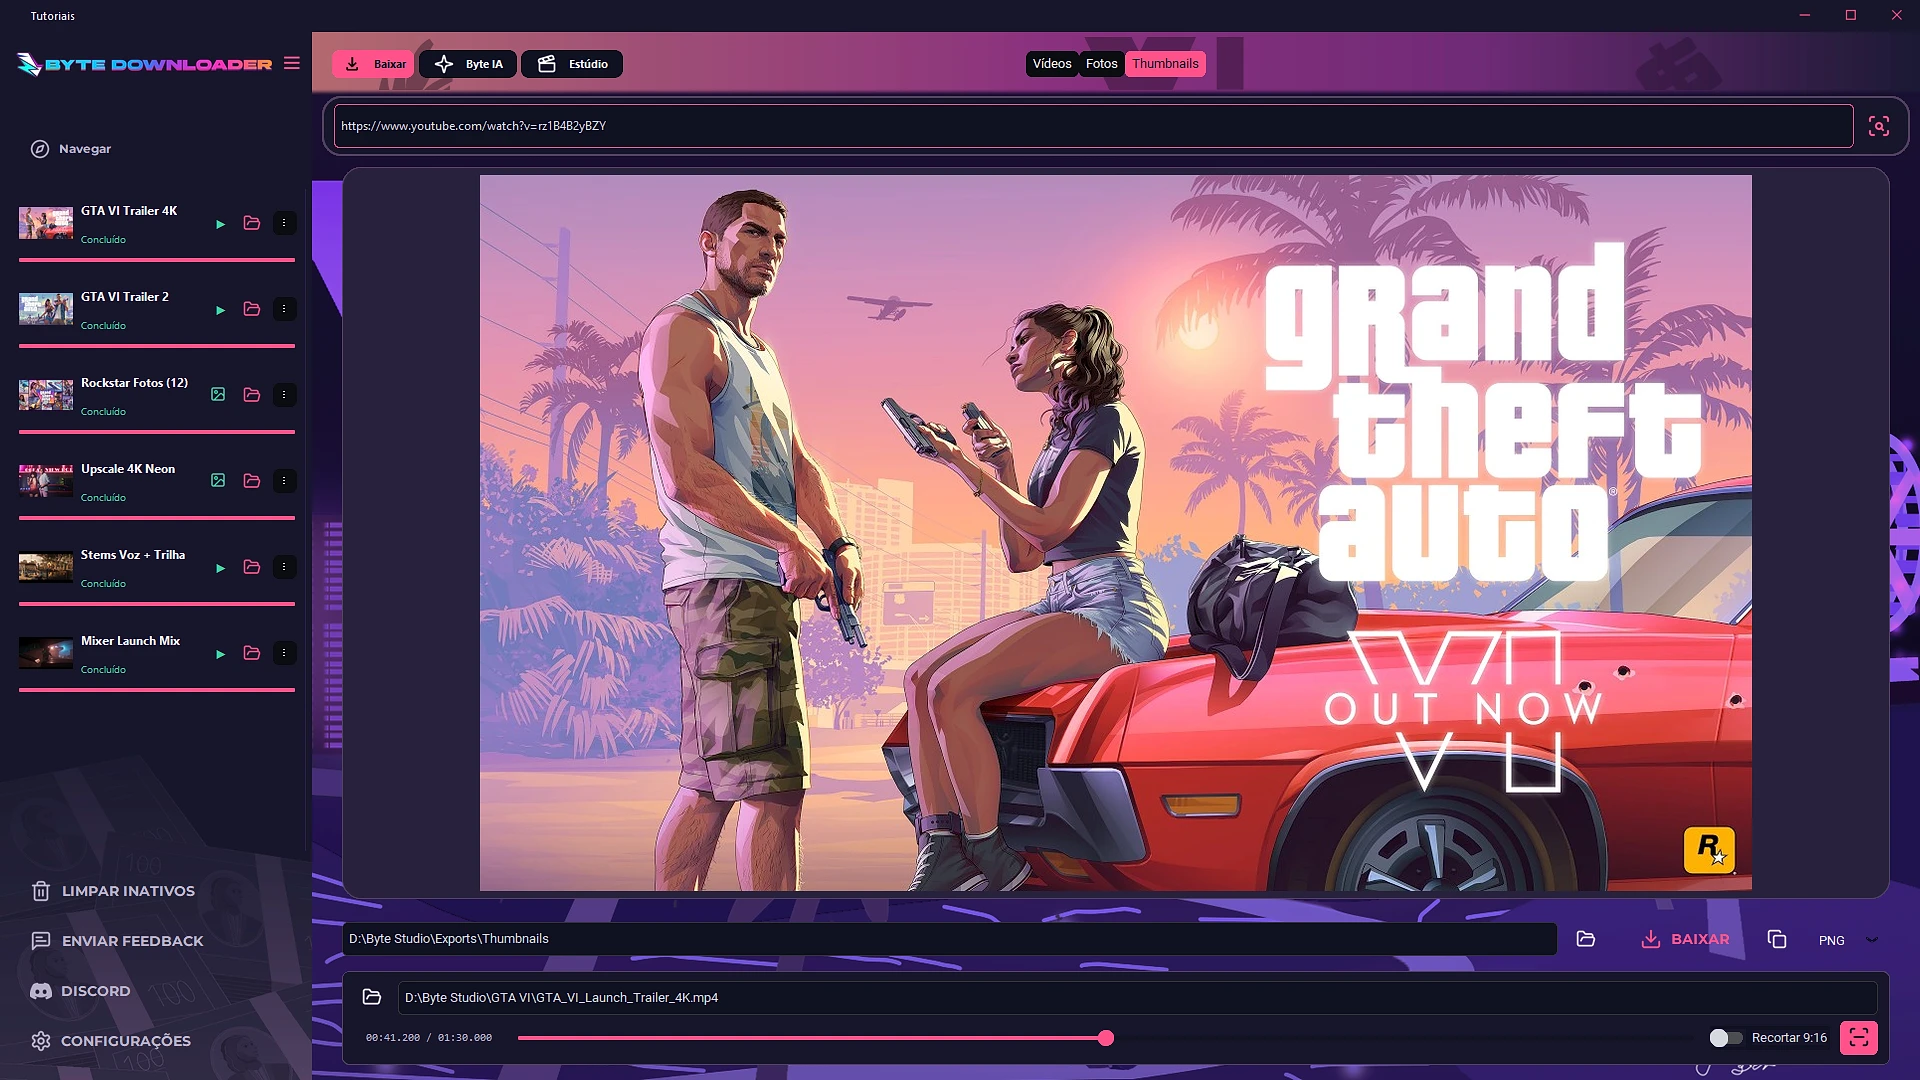 Tutoriais
BYTE DOWNLOADER
Baixar
Byte IA
Estúdio
Vídeos
Fotos
Thumbnails
https://www.youtube.com/watch?v=rz1B4B2yBZY
Navegar
GTA VI Trailer 4K
Concluído
GTA VI Trailer 2
Concluído
Rockstar Fotos (12)
Concluído
Upscale 4K Neon
Concluído
Stems Voz + Trilha
Concluído
Mixer Launch Mix
Concluído
grand
theft
auto®
VI
OUT NOW
R
LIMPAR INATIVOS
ENVIAR FEEDBACK
DISCORD
CONFIGURAÇÕES
D:\Byte Studio\Exports\Thumbnails
BAIXAR
PNG
D:\Byte Studio\GTA VI\GTA_VI_Launch_Trailer_4K.mp4
00:41.200 / 01:30.000
Recortar 9:16